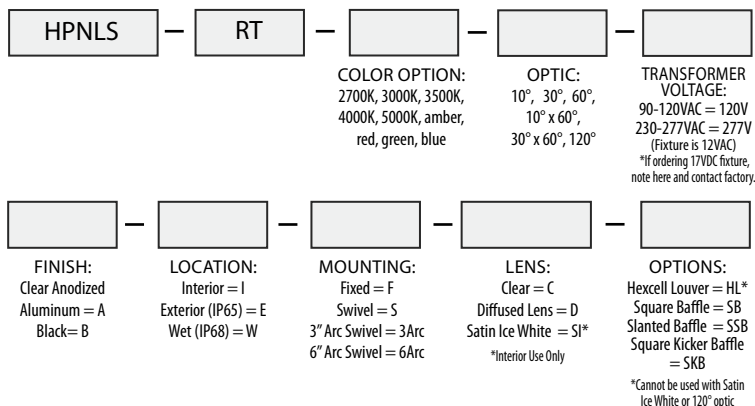 HPNLS – RT – – –
COLOR OPTION:
2700K, 3000K, 3500K,
4000K, 5000K, amber,
red, green, blue
OPTIC:
10°, 30°, 60°,
10° x 60°,
30° x 60°, 120°
TRANSFORMER
VOLTAGE:
90-120VAC = 120V
230-277VAC = 277V
(Fixture is 12VAC)
*If ordering 17VDC fixture,
note here and contact factory.
– – – –
FINISH:
Clear Anodized
Aluminum = A
Black= B
LOCATION:
Interior = I
Exterior (IP65) = E
Wet (IP68) = W
MOUNTING:
Fixed = F
Swivel = S
3” Arc Swivel = 3Arc
6” Arc Swivel = 6Arc
LENS:
Clear = C
Diffused Lens = D
Satin Ice White = SI*
*Interior Use Only
OPTIONS:
Hexcell Louver = HL*
Square Baffle = SB
Slanted Baffle = SSB
Square Kicker Baffle
= SKB
*Cannot be used with Satin
Ice White or 120° optic